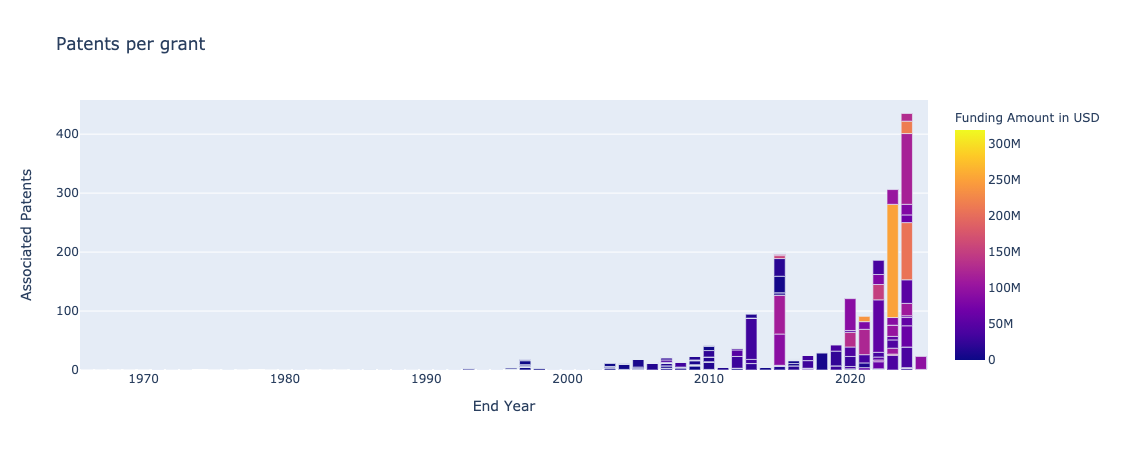 Patents per grant
Funding Amount in USD
400
300
200
100
0
Associated Patents
300M
250M
200M
150M
100M
50M
0
1970
1980
1990
2000
2010
2020
End Year